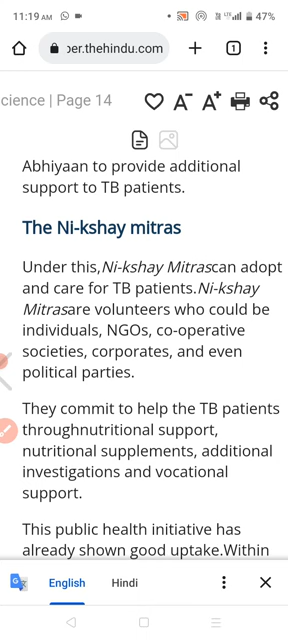 11:19 AM 47%
per.thehindu.com 1
cience | Page 14 A- A+
Abhiyaan to provide additional
support to TB patients.
The Ni-kshay mitras
Under this,Ni-kshay Mitrascan adopt
and care for TB patients.Ni-kshay
Mitrasare volunteers who could be
individuals, NGOs, co-operative
societies, corporates, and even
political parties.
They commit to help the TB patients
throughnutritional support,
nutritional supplements, additional
investigations and vocational
support.
This public health initiative has
already shown good uptake.Within
English Hindi